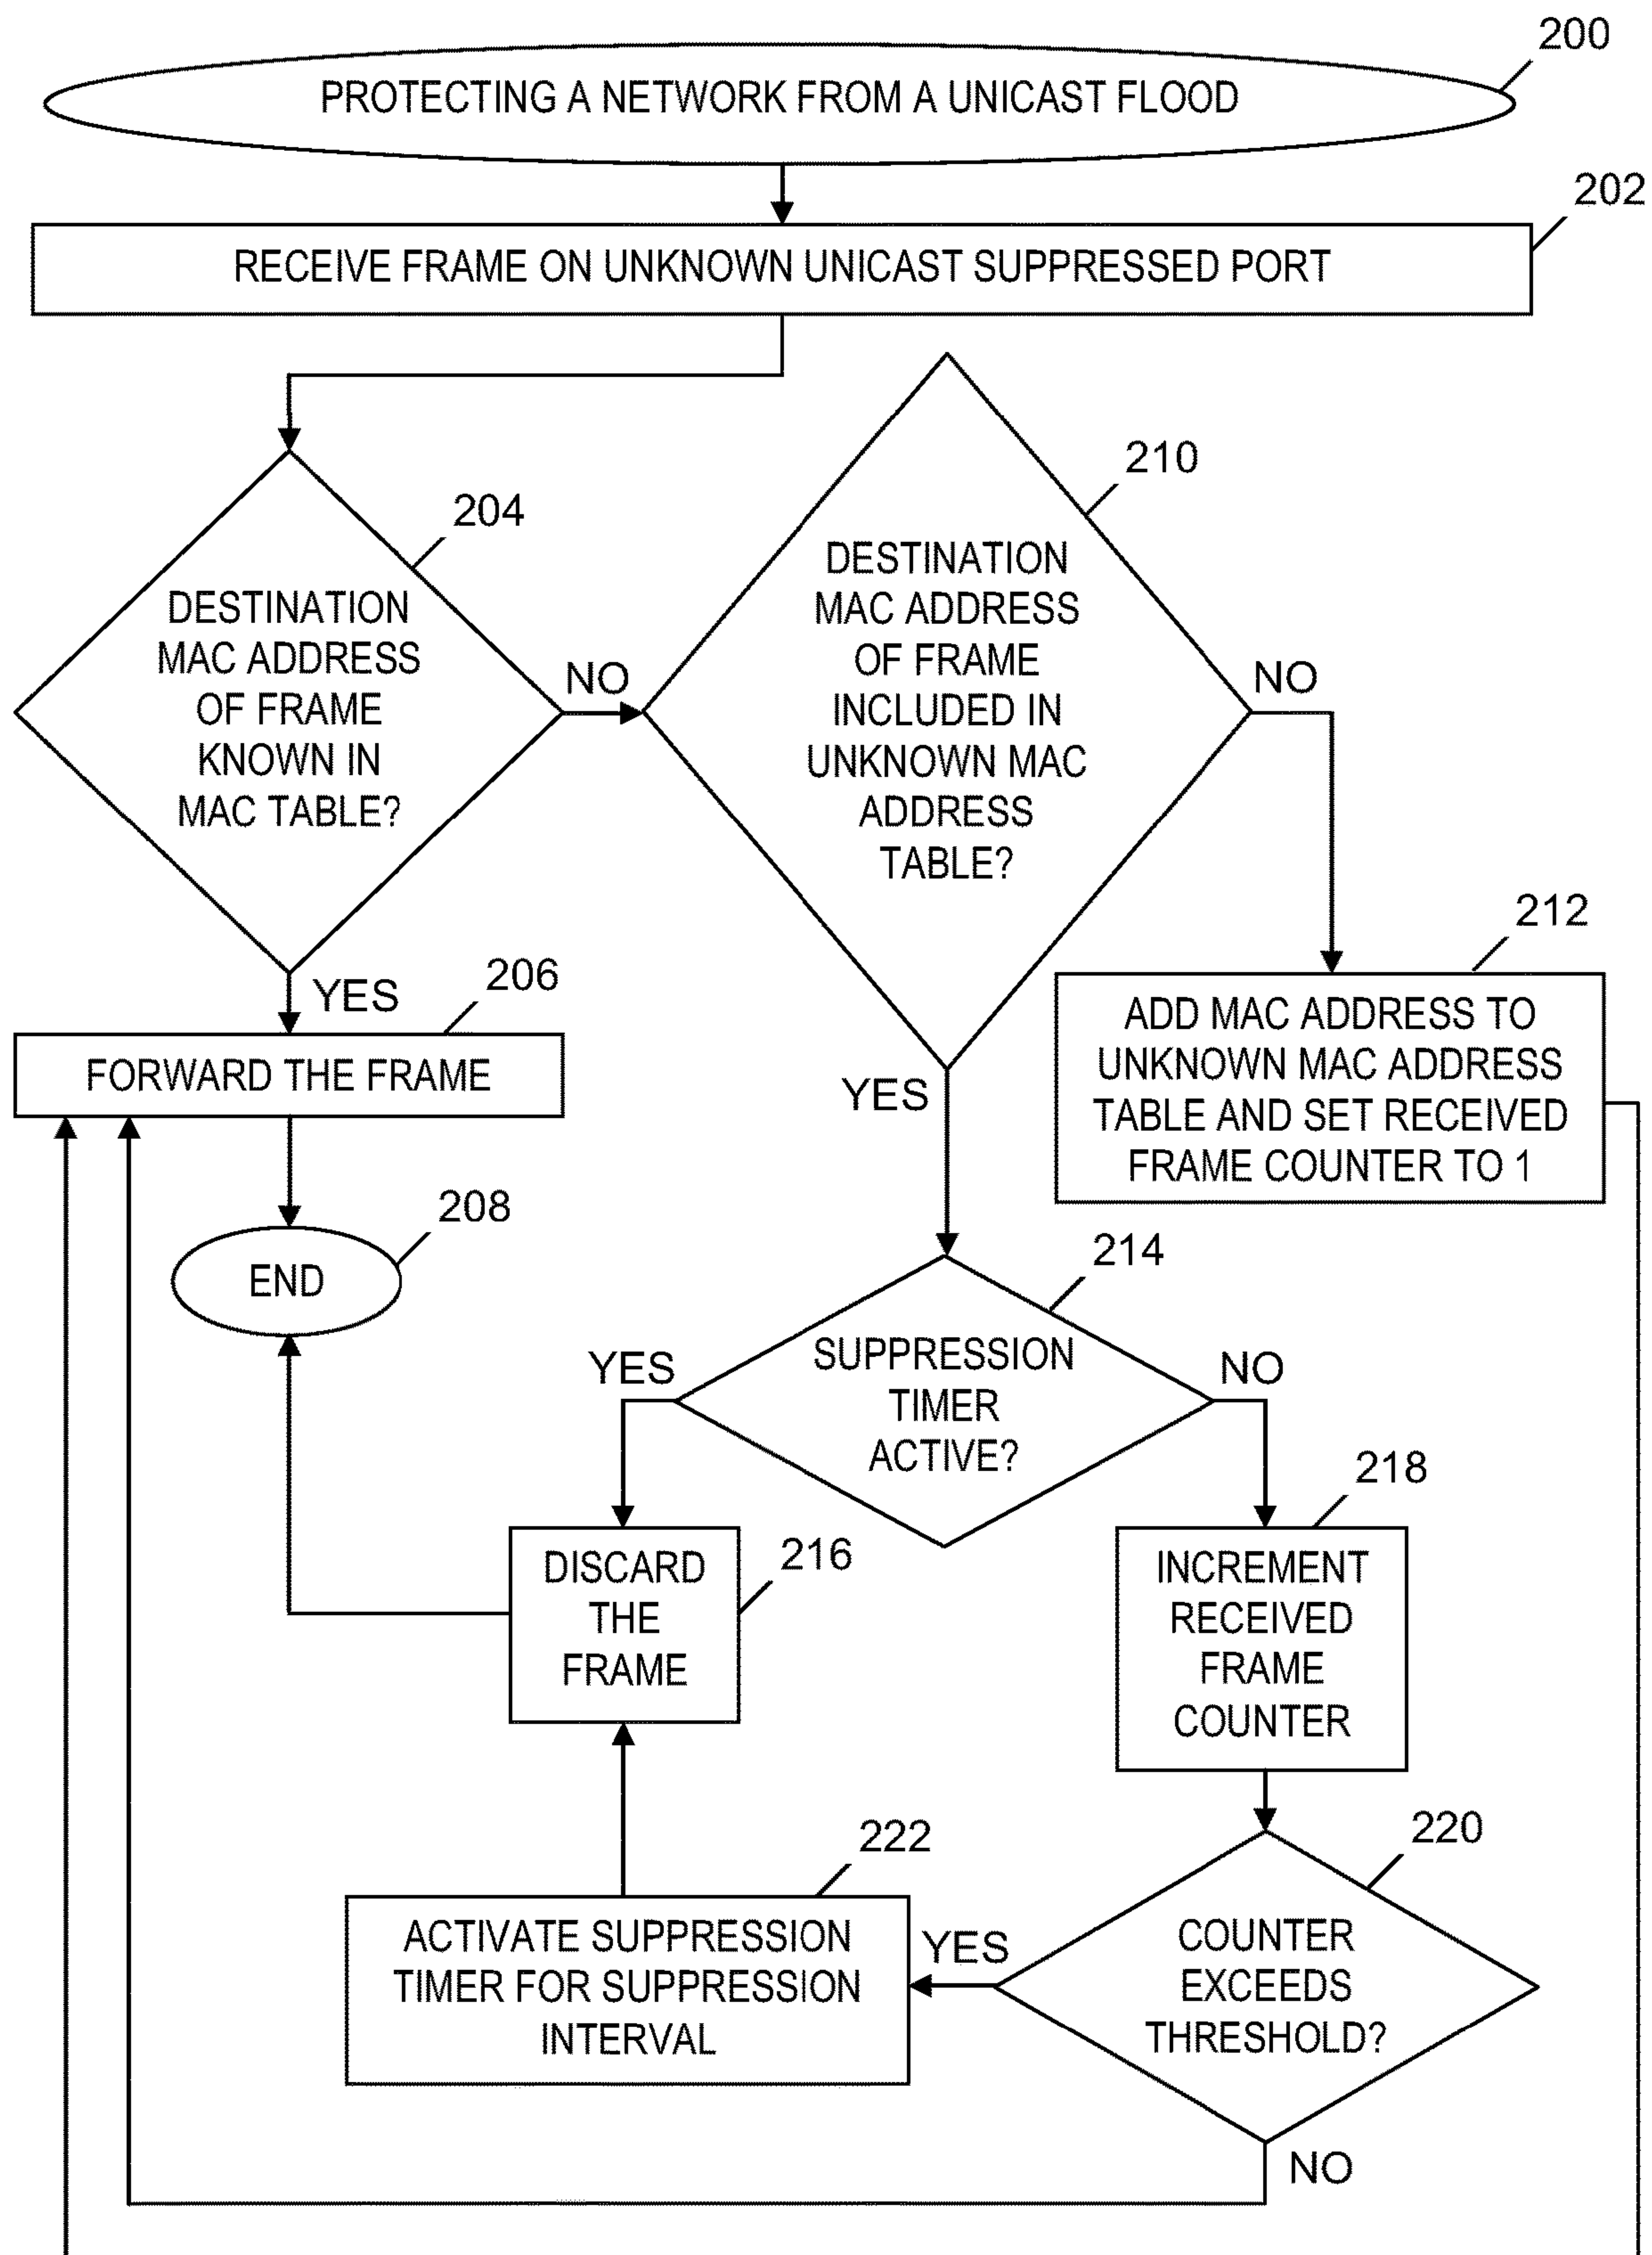 200
PROTECTING A NETWORK FROM A UNICAST FLOOD
202
RECEIVE FRAME ON UNKNOWN UNICAST SUPPRESSED PORT
204
DESTINATION
MAC ADDRESS
OF FRAME
KNOWN IN
MAC TABLE?
NO
YES
210
DESTINATION
MAC ADDRESS
OF FRAME
INCLUDED IN
UNKNOWN MAC
ADDRESS
TABLE?
NO
YES
206
FORWARD THE FRAME
208
END
212
ADD MAC ADDRESS TO
UNKNOWN MAC ADDRESS
TABLE AND SET RECEIVED
FRAME COUNTER TO 1
214
SUPPRESSION
TIMER
ACTIVE?
YES
NO
216
DISCARD
THE
FRAME
218
INCREMENT
RECEIVED
FRAME
COUNTER
220
COUNTER
EXCEEDS
THRESHOLD?
YES
NO
222
ACTIVATE SUPPRESSION
TIMER FOR SUPPRESSION
INTERVAL